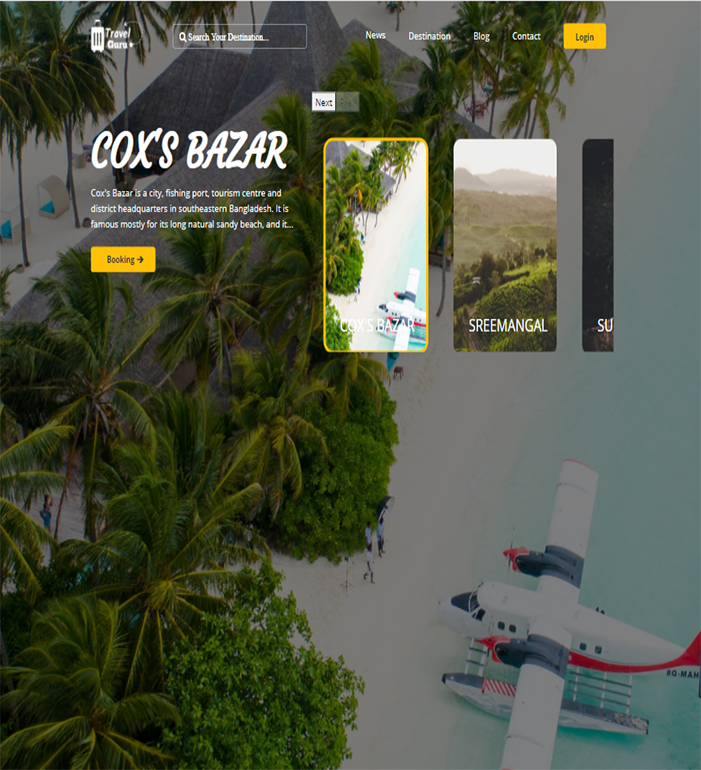 Travel
Guru
Search Your Destination...
News
Destination
Blog
Contact
Login
Next
COX'S BAZAR
Cox's Bazar is a city, fishing port, tourism centre and
district headquarters in southeastern Bangladesh. It is
famous mostly for its long natural sandy beach, and it...
Booking →
COX'S BAZAR
SREEMANGAL
SU
8Q-MAH